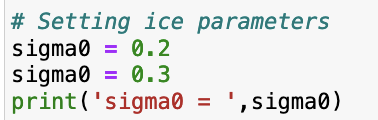 # Setting ice parameters
sigma0 = 0.2
sigma0 = 0.3
print('sigma0 = ',sigma0)